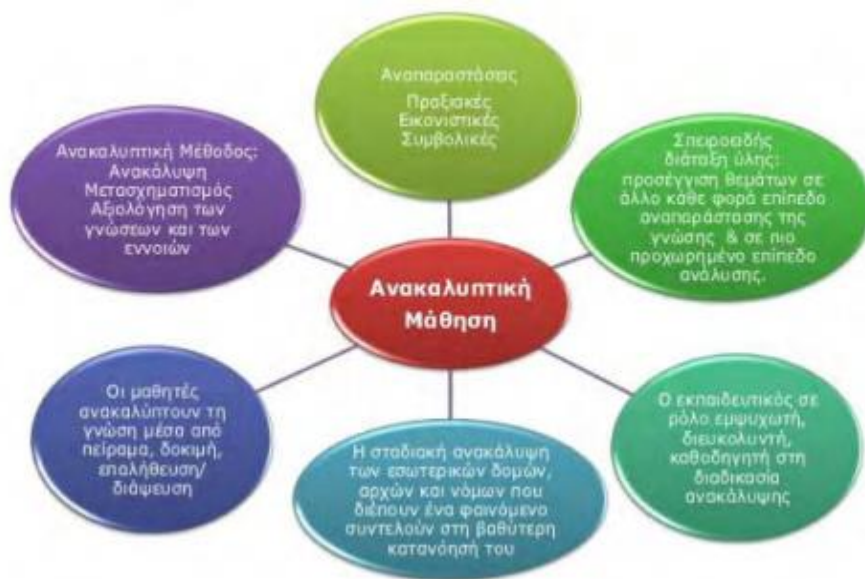 Αναπαραστάσεις
Πραξιακές
Εικονιστικές
Συμβολικές
Ανακαλυπτική Μέθοδος:
Ανακάλυψη
Μετασχηματισμός
Αξιολόγηση των
γνώσεων και των
εννοιών
Σπειροειδής
διάταξη ύλης:
προσέγγιση θεμάτων σε
άλλο κάθε φορά επίπεδο
αναπαράστασης της
γνώσης & σε πιο
προχωρημένο επίπεδο
ανάλυσης.
Ανακαλυπτική
Μάθηση
Οι μαθητές
ανακαλύπτουν τη
γνώση μέσα από
πείραμα, δοκιμή,
επαλήθευση/
διάψευση
Η σταδιακή ανακάλυψη
των εσωτερικών δομών,
αρχών και νόμων που
διέπουν ένα φαινόμενο
συντελούν στη βαθύτερη
κατανόησή του
Ο εκπαιδευτικός σε
ρόλο εμψυχωτή,
διευκολυντή,
καθοδηγητή στη
διαδικασία
ανακάλυψης